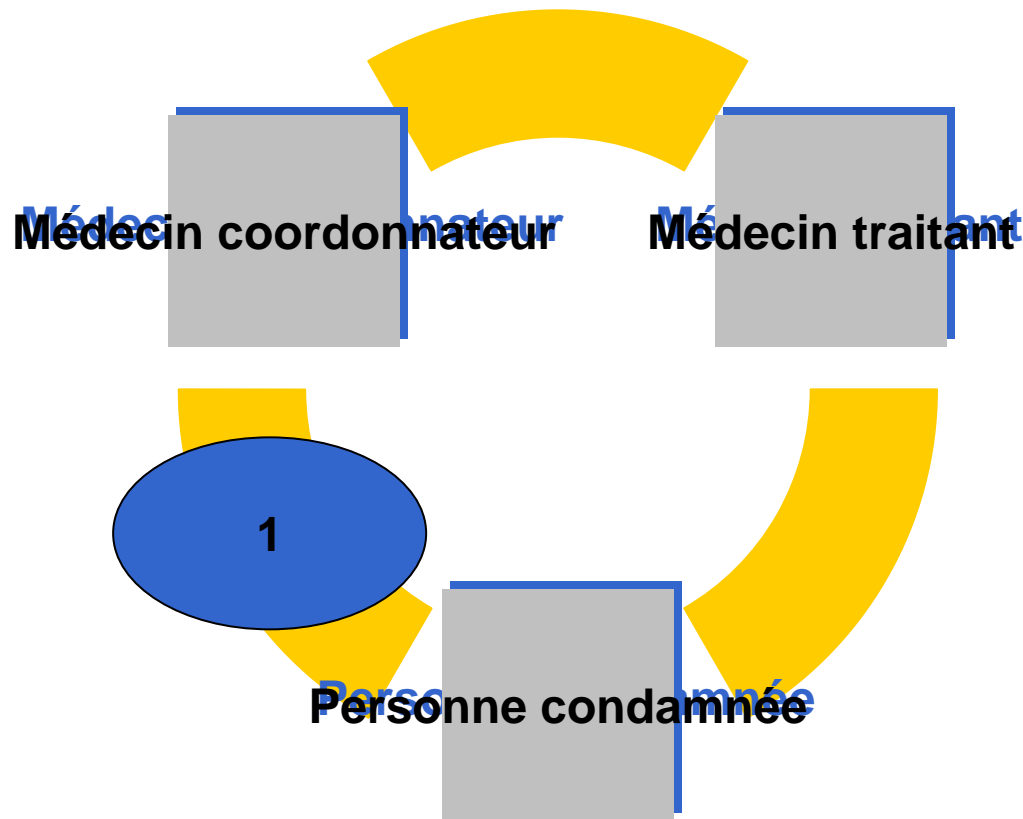 Médecin coordonnateur
Médecin traitant
1
Personne condamnée